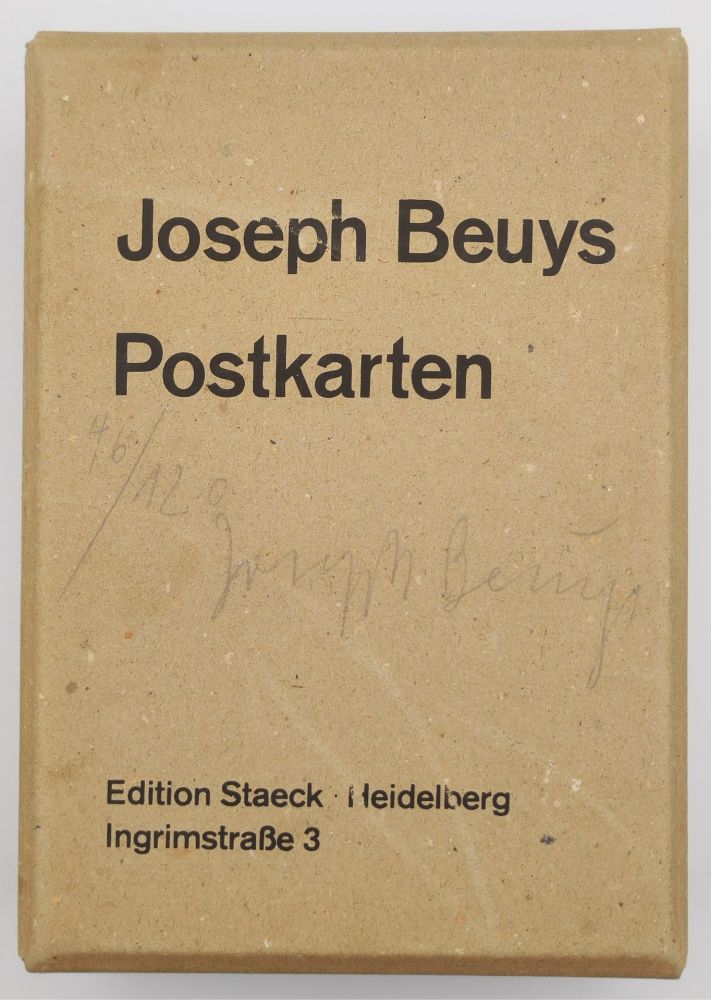 Joseph Beuys
Postkarten
46/120
Joseph Beuys
Edition Staeck · Heidelberg
Ingrimstraße 3